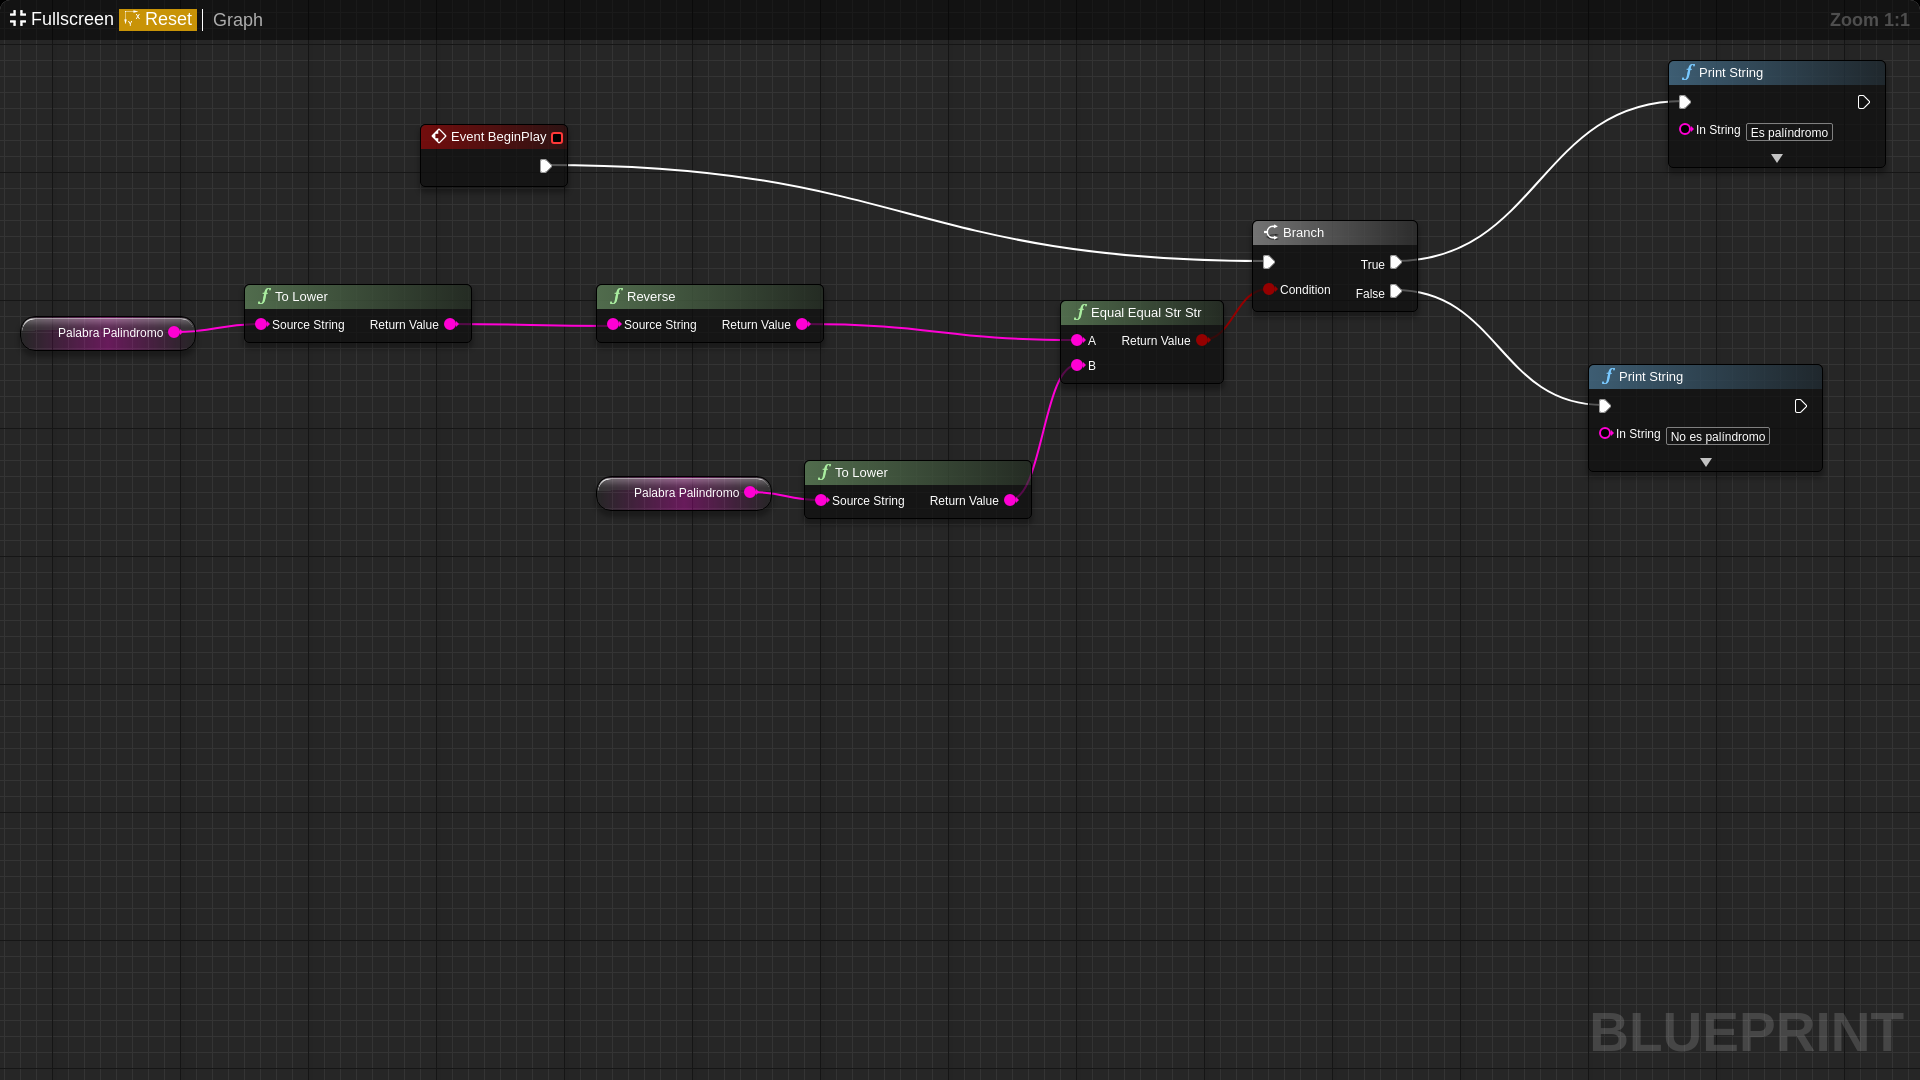 Fullscreen Reset Graph Zoom 1:1
Print String
In String Es palíndromo
Event BeginPlay
Branch
True
Condition False
To Lower
Source String Return Value
Reverse
Source String Return Value
Palabra Palindromo
Equal Equal Str Str
A Return Value
B
Print String
In String No es palíndromo
To Lower
Source String Return Value
Palabra Palindromo
BLUEPRINT